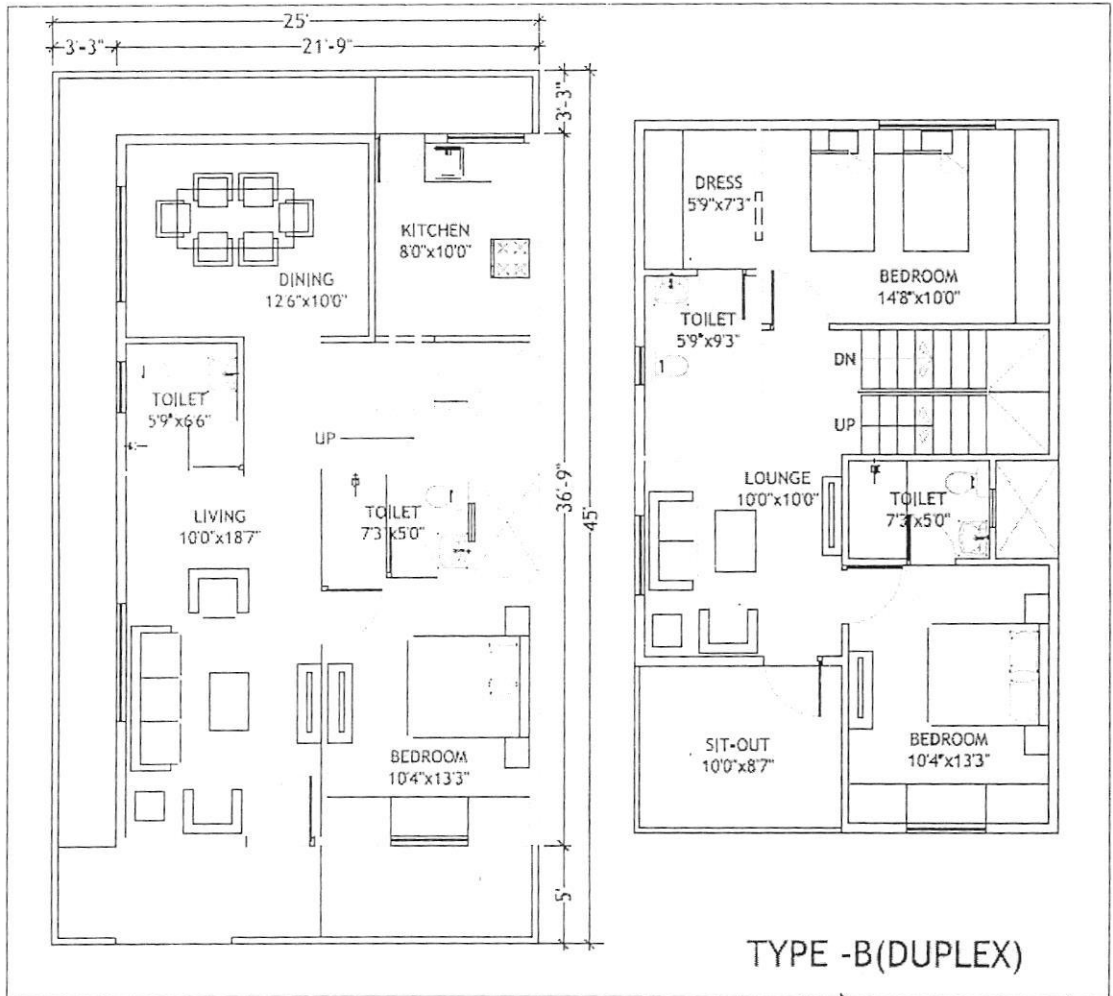 25'
3'-3"
21'-9"
3'-3"
DRESS
5'9"x7'3"
KITCHEN
8'0"x10'0"
DINING
12'6"x10'0"
BEDROOM
14'8"x10'0"
TOILET
5'9"x9'3"
DN
TOILET
5'9"x6'6"
UP
UP
36'-9"
45'
LOUNGE
10'0"x10'0"
TOILET
7'3"x5'0"
LIVING
10'0"x18'7"
TOILET
7'3"x5'0"
BEDROOM
10'4"x13'3"
SIT-OUT
10'0"x8'7"
BEDROOM
10'4"x13'3"
5'
TYPE -B(DUPLEX)